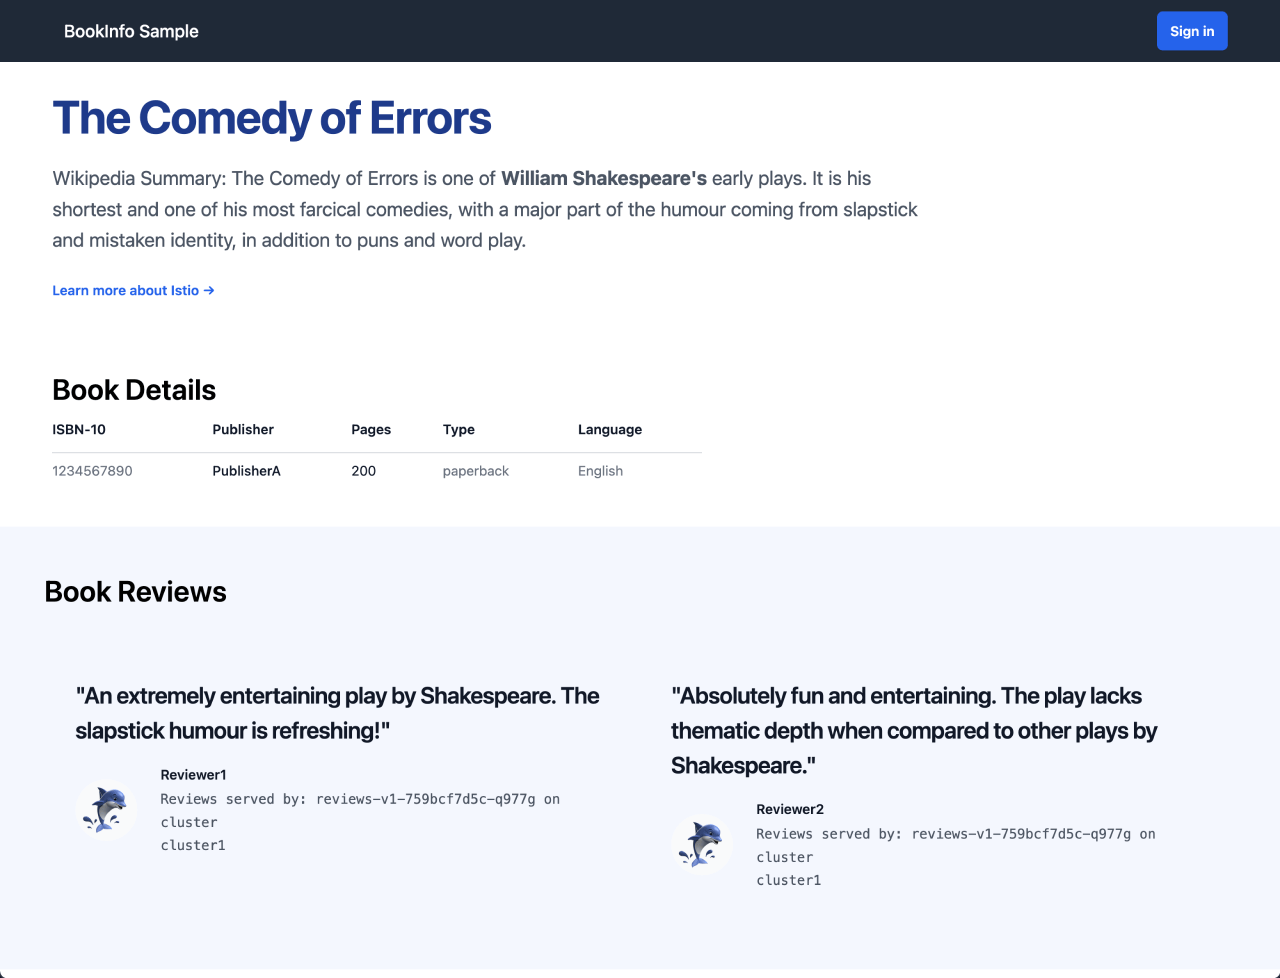 BookInfo Sample
Sign in
The Comedy of Errors
Wikipedia Summary: The Comedy of Errors is one of William Shakespeare's early plays. It is his
shortest and one of his most farcical comedies, with a major part of the humour coming from slapstick
and mistaken identity, in addition to puns and word play.
Learn more about Istio →
Book Details
ISBN-10 Publisher Pages Type Language
1234567890 PublisherA 200 paperback English
Book Reviews
"An extremely entertaining play by Shakespeare. The
slapstick humour is refreshing!"
Reviewer1
Reviews served by: reviews-v1-759bcf7d5c-q977g on
cluster
cluster1
"Absolutely fun and entertaining. The play lacks
thematic depth when compared to other plays by
Shakespeare."
Reviewer2
Reviews served by: reviews-v1-759bcf7d5c-q977g on
cluster
cluster1